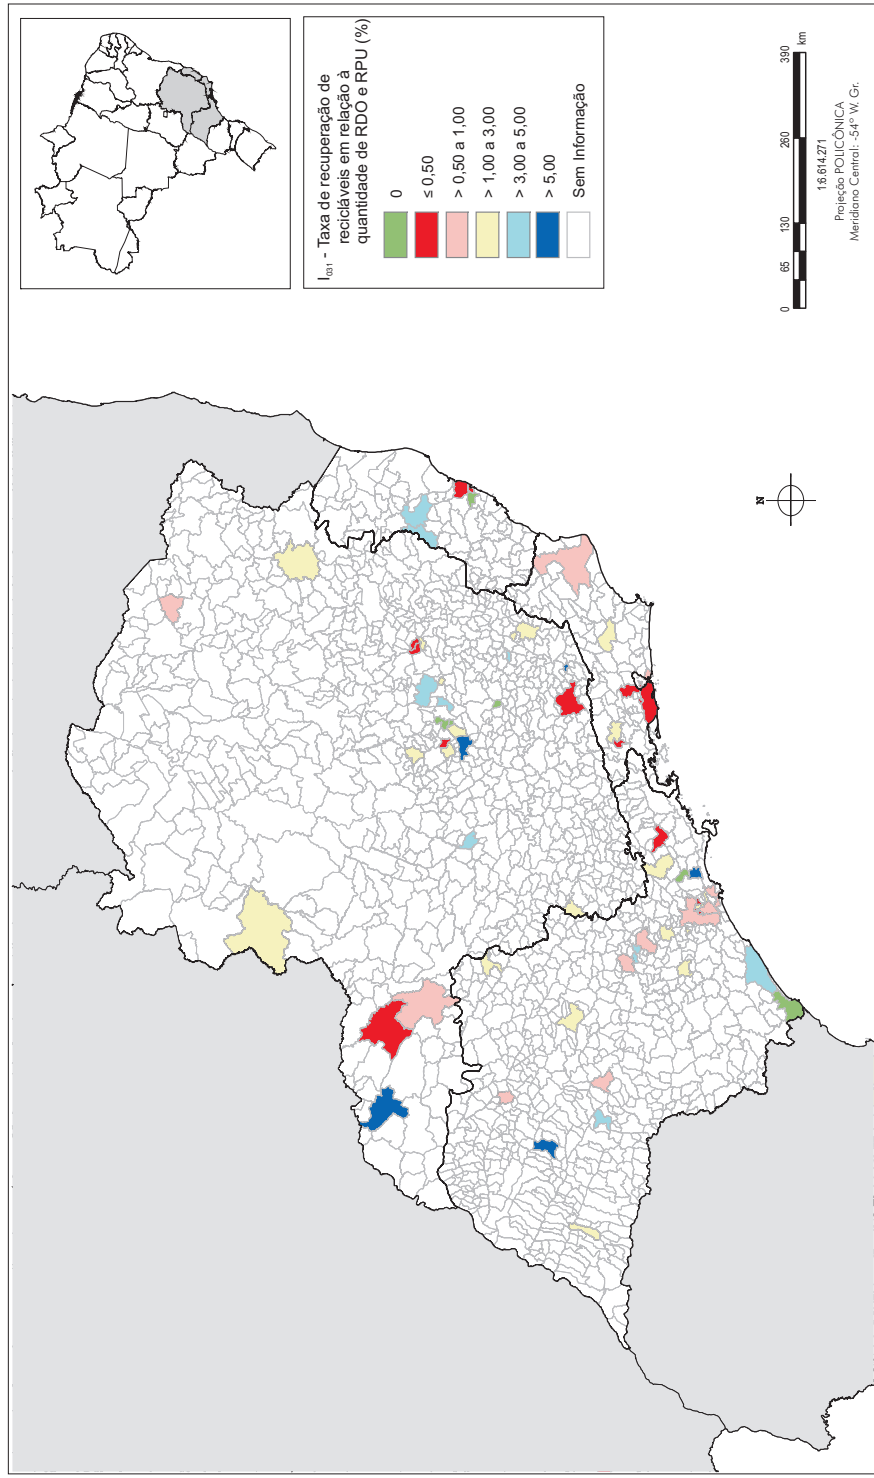 I₀₃₁ - Taxa de recuperação de
recicláveis em relação à
quantidade de RDO e RPU (%)
0
≤ 0,50
> 0,50 a 1,00
> 1,00 a 3,00
> 3,00 a 5,00
> 5,00
Sem Informação
N
0 65 130 260 390
km
1:6.614.271
Projeção POLICÔNICA
Meridiano Central: -54° W. Gr.